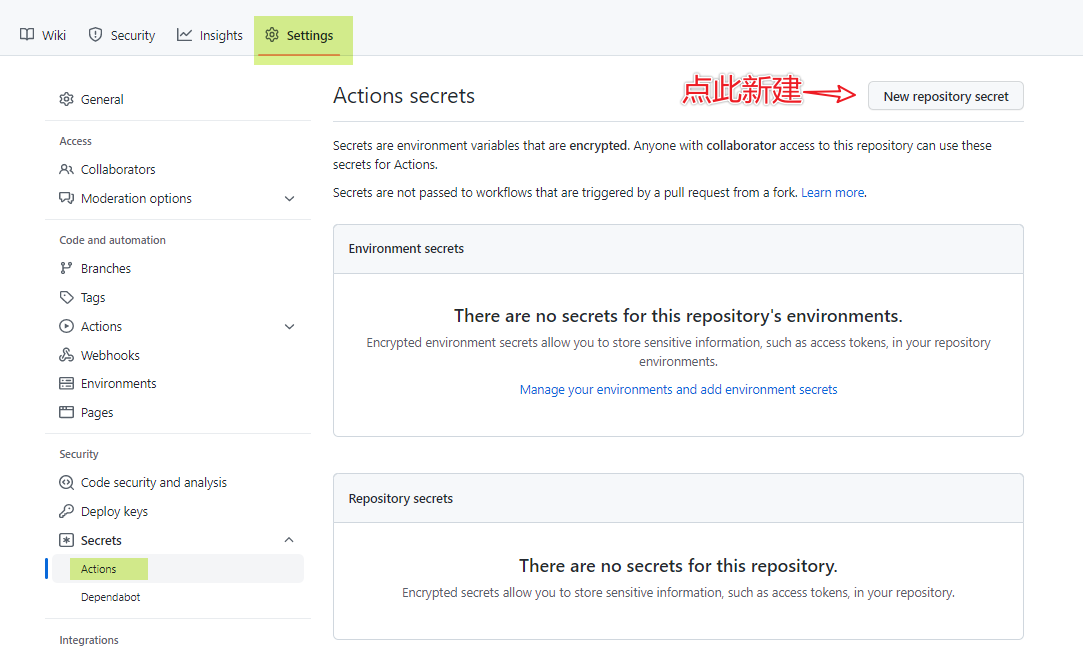 Wiki Security Insights Settings
General
Access
Collaborators
Moderation options
Code and automation
Branches
Tags
Actions
Webhooks
Environments
Pages
Security
Code security and analysis
Deploy keys
Secrets
Actions
Dependabot
Integrations
Actions secrets
点此新建
New repository secret
Secrets are environment variables that are encrypted. Anyone with collaborator access to this repository can use these
secrets for Actions.
Secrets are not passed to workflows that are triggered by a pull request from a fork. Learn more.
Environment secrets
There are no secrets for this repository's environments.
Encrypted environment secrets allow you to store sensitive information, such as access tokens, in your repository
environments.
Manage your environments and add environment secrets
Repository secrets
There are no secrets for this repository.
Encrypted secrets allow you to store sensitive information, such as access tokens, in your repository.